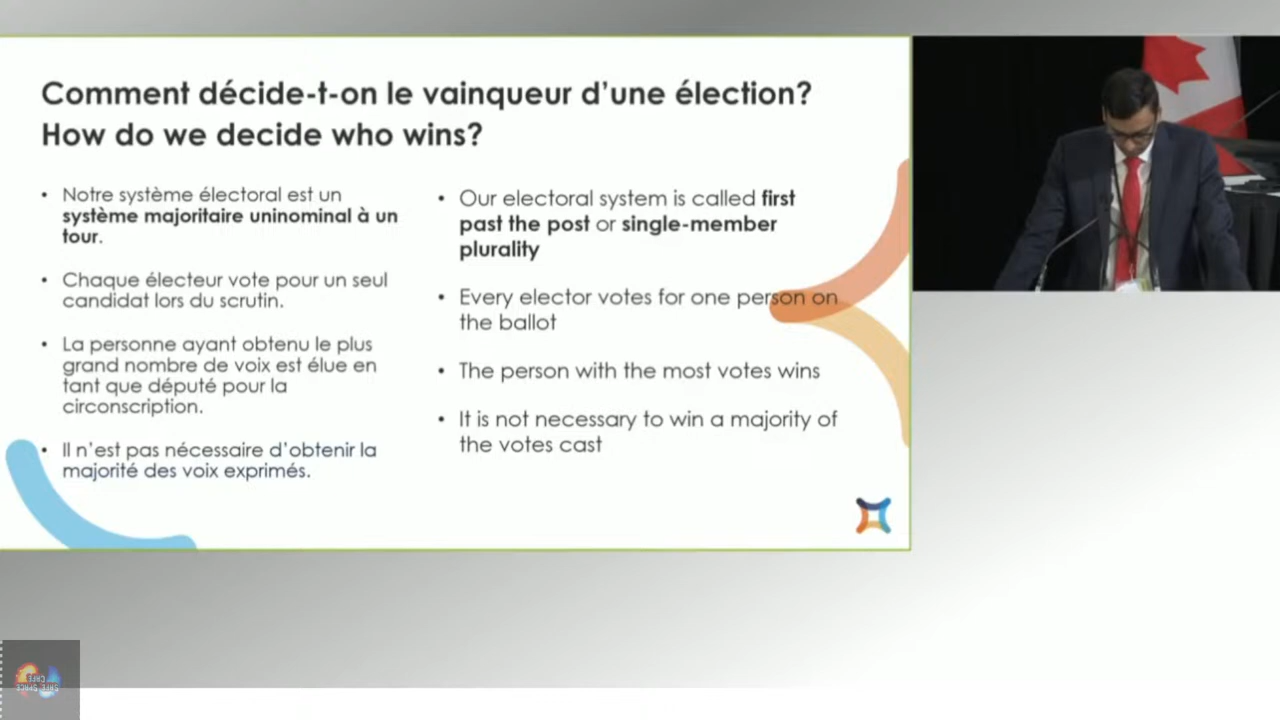 Comment décide-t-on le vainqueur d'une élection?
How do we decide who wins?
• Notre système électoral est un
système majoritaire uninominal à un
tour.
• Chaque électeur vote pour un seul
candidat lors du scrutin.
• La personne ayant obtenu le plus
grand nombre de voix est élue en
tant que député pour la
circonscription.
• Il n'est pas nécessaire d'obtenir la
majorité des voix exprimés.
• Our electoral system is called first
past the post or single-member
plurality
• Every elector votes for one person on
the ballot
• The person with the most votes wins
• It is not necessary to win a majority of
the votes cast
SAFE SPACE
CAFE